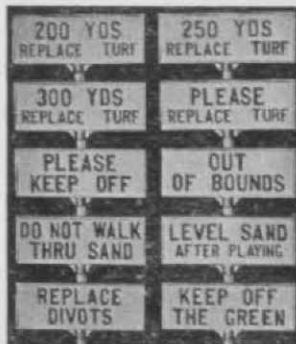 200 YDS
REPLACE TURF
250 YDS
REPLACE TURF
300 YDS
REPLACE TURF
PLEASE
REPLACE TURF
PLEASE
KEEP OFF
OUT
OF BOUNDS
DO NOT WALK
THRU SAND
LEVEL SAND
AFTER PLAYING
REPLACE
DIVOTS
KEEP OFF
THE GREEN